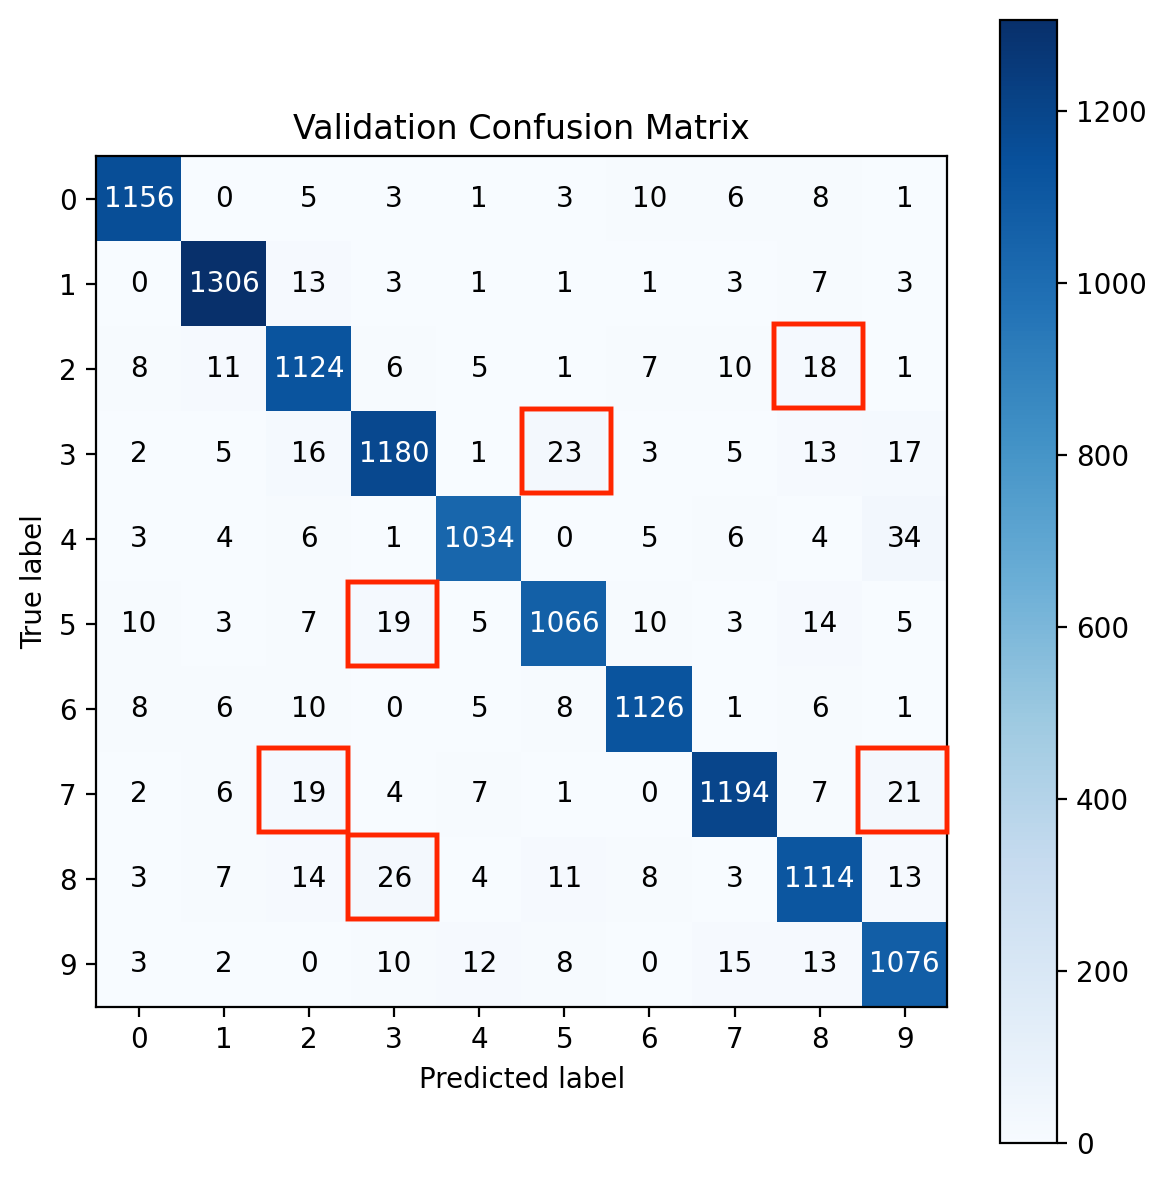 Validation Confusion Matrix
0 1156 0 5 3 1 3 10 6 8 1
1 0 1306 13 3 1 1 1 3 7 3
2 8 11 1124 6 5 1 7 10 18 1
3 2 5 16 1180 1 23 3 5 13 17
4 3 4 6 1 1034 0 5 6 4 34
5 10 3 7 19 5 1066 10 3 14 5
6 8 6 10 0 5 8 1126 1 6 1
7 2 6 19 4 7 1 0 1194 7 21
8 3 7 14 26 4 11 8 3 1114 13
9 3 2 0 10 12 8 0 15 13 1076
0 1 2 3 4 5 6 7 8 9
Predicted label
True label
1200
1000
800
600
400
200
0